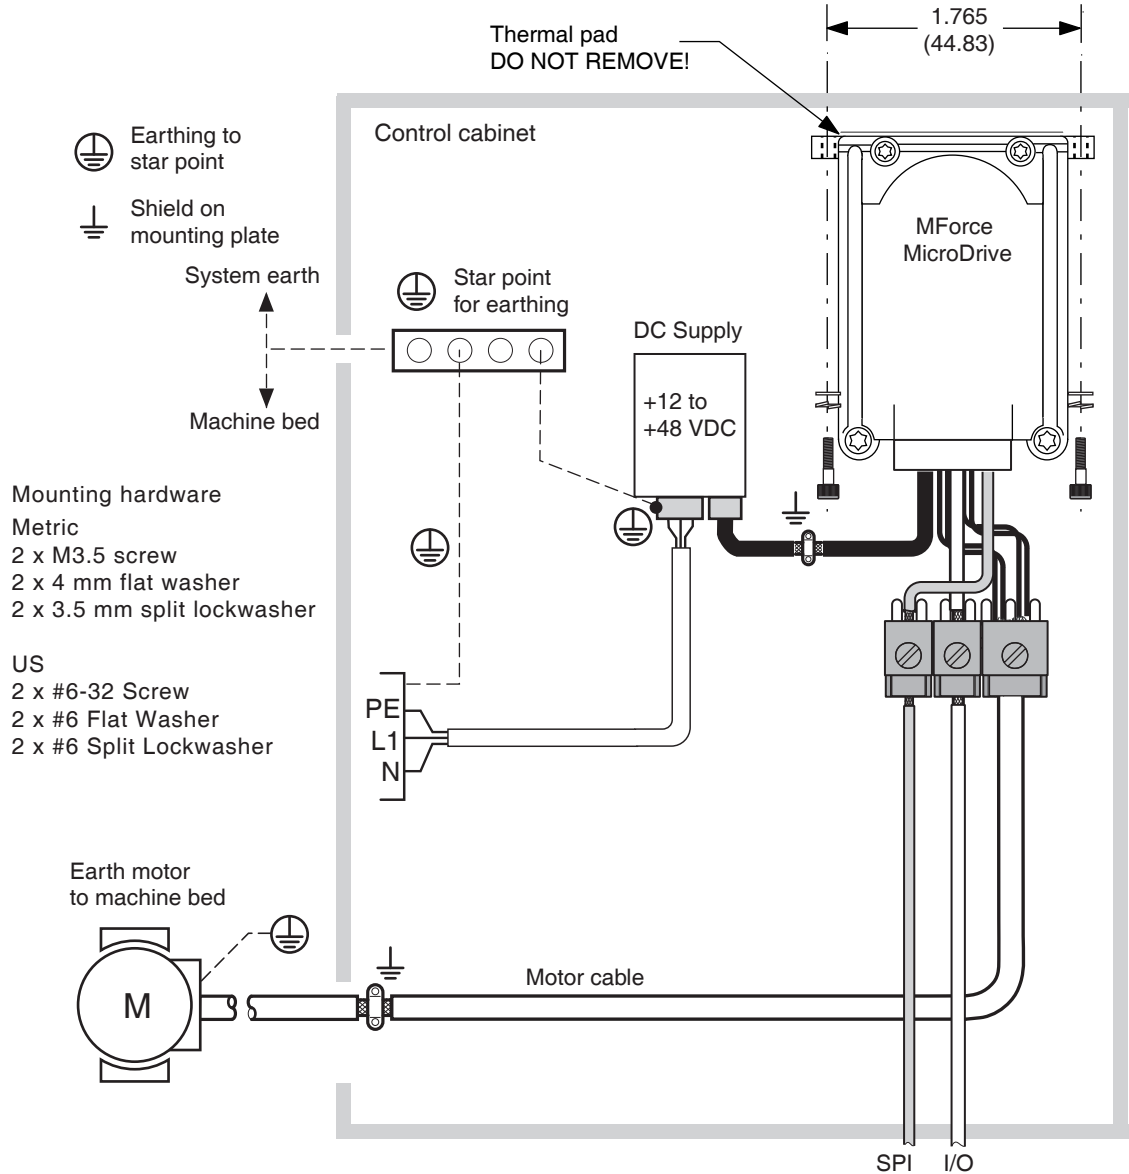 1.765
(44.83)
Thermal pad
DO NOT REMOVE!
Control cabinet
Earthing to
star point
Shield on
mounting plate
System earth
Star point
for earthing
Machine bed
MForce
MicroDrive
DC Supply
+12 to
+48 VDC
Mounting hardware
Metric
2 x M3.5 screw
2 x 4 mm flat washer
2 x 3.5 mm split lockwasher
US
2 x #6-32 Screw
2 x #6 Flat Washer
2 x #6 Split Lockwasher
PE
L1
N
Earth motor
to machine bed
M
Motor cable
SPI
I/O